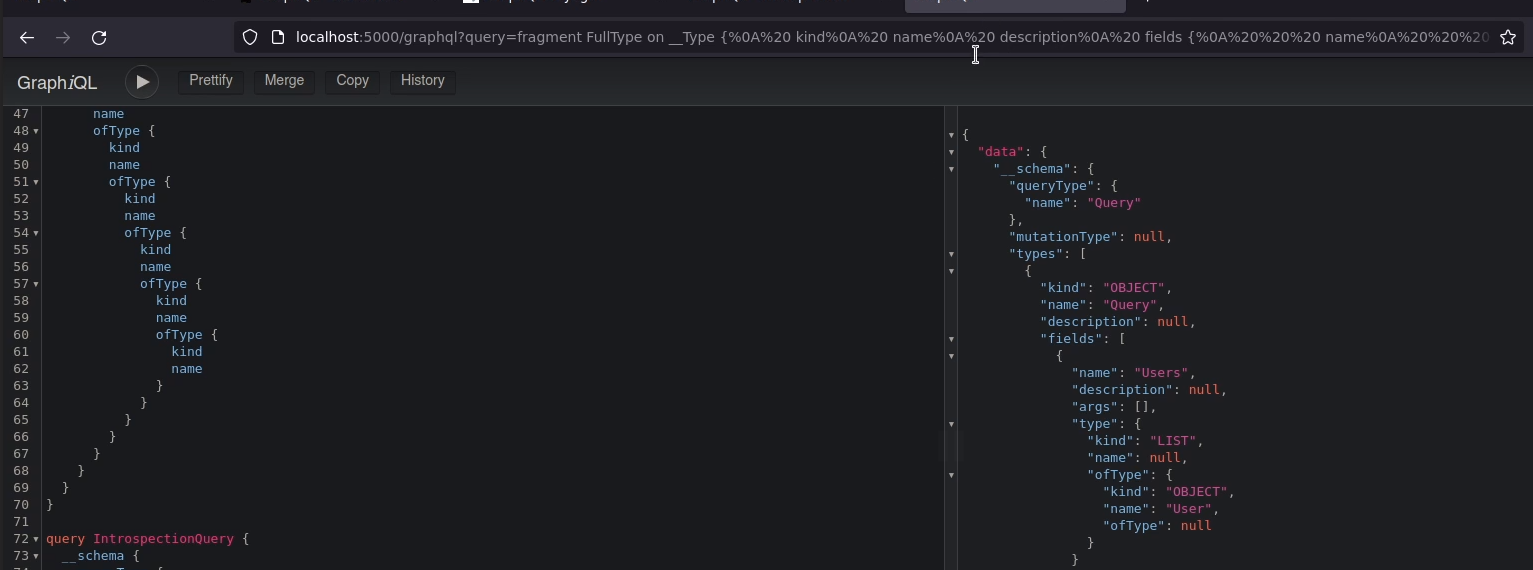 localhost:5000/graphql?query=fragment FullType on __Type {%0A%20 kind%0A%20 name%0A%20 description%0A%20 fields {%0A%20%20%20 name%0A%20%20%20
GraphiQL Prettify Merge Copy History
47 name
48 ofType {
49 kind
50 name
51 ofType {
52 kind
53 name
54 ofType {
55 kind
56 name
57 ofType {
58 kind
59 name
60 ofType {
61 kind
62 name
63 }
64 }
65 }
66 }
67 }
68 }
69 }
70 }
71
72 query IntrospectionQuery {
73 __schema {
{
"data": {
"__schema": {
"queryType": {
"name": "Query"
},
"mutationType": null,
"types": [
{
"kind": "OBJECT",
"name": "Query",
"description": null,
"fields": [
{
"name": "Users",
"description": null,
"args": [],
"type": {
"kind": "LIST",
"name": null,
"ofType": {
"kind": "OBJECT",
"name": "User",
"ofType": null
}
}